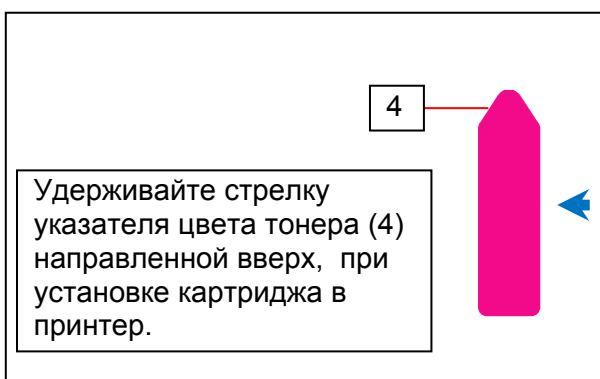 4
Удерживайте стрелку
указателя цвета тонера (4)
направленной вверх,  при
установке картриджа в
принтер.